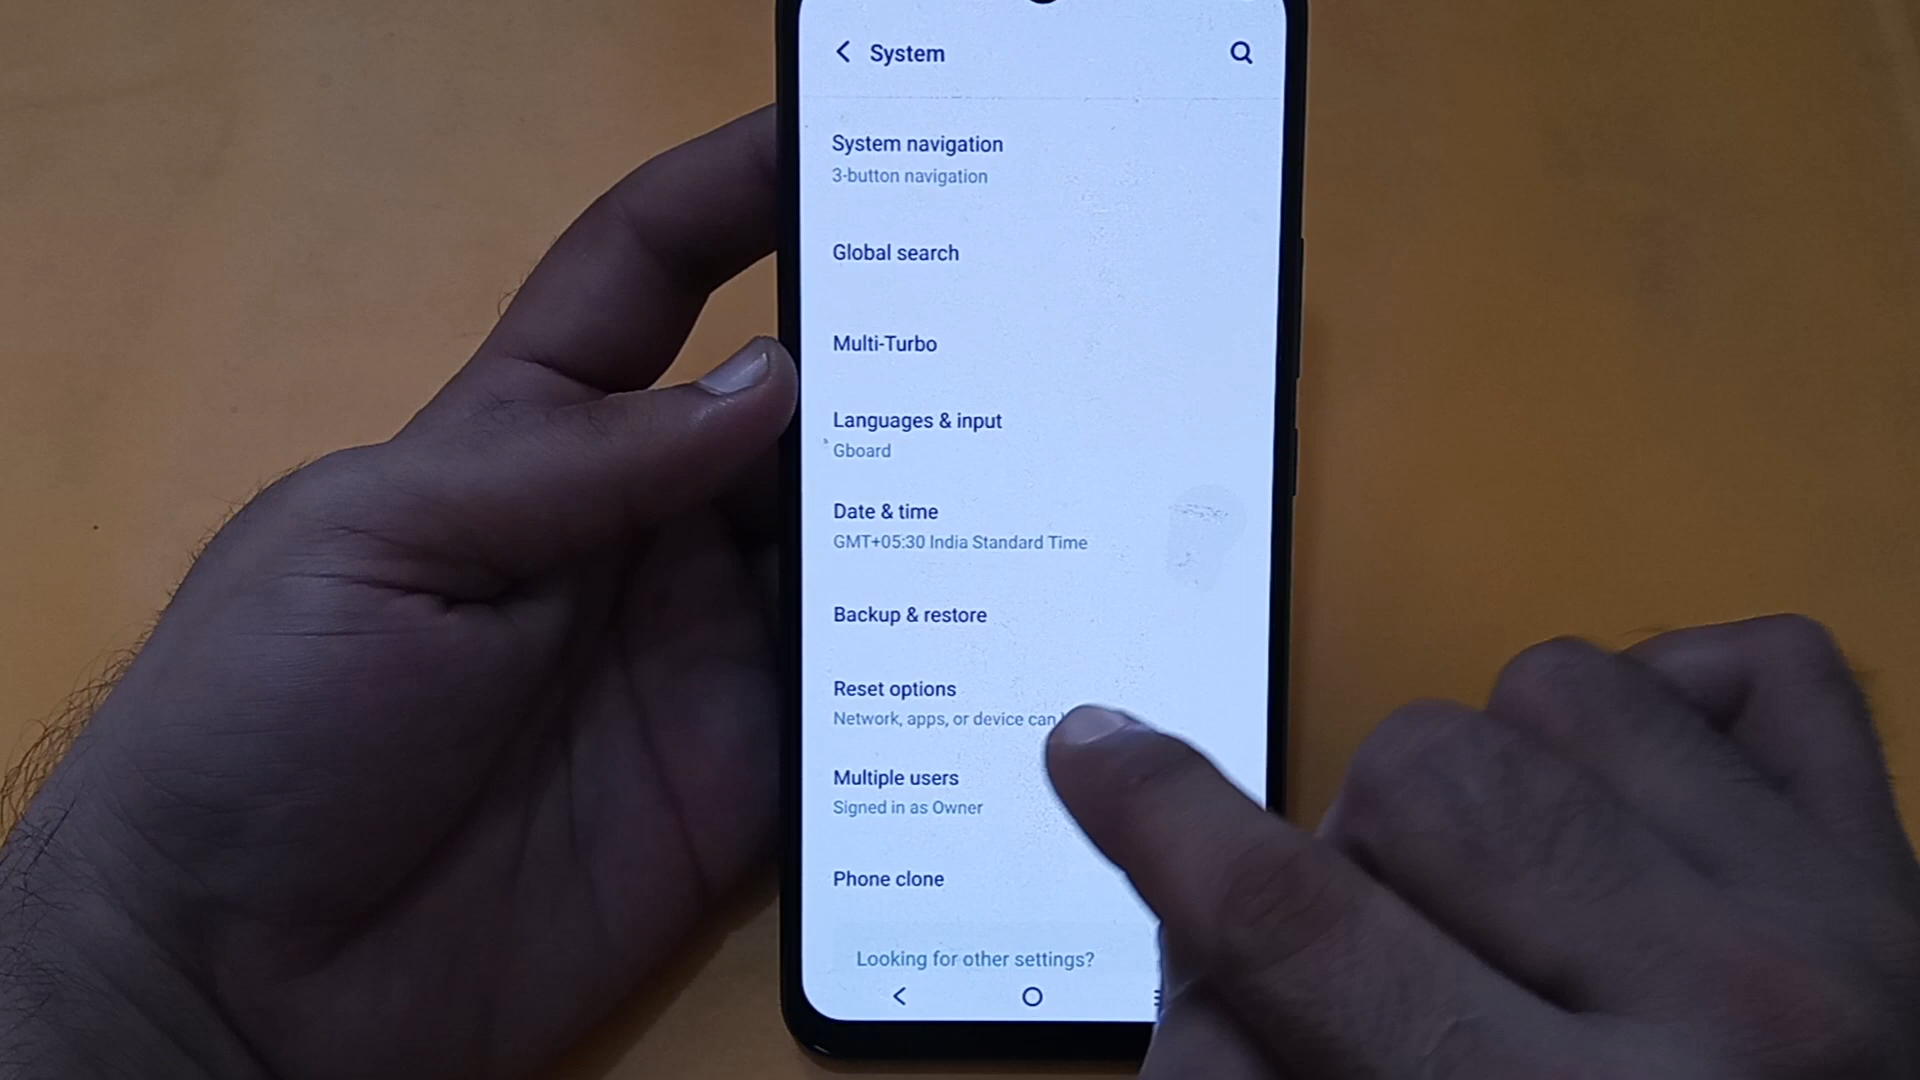 System
System navigation
3-button navigation
Global search
Multi-Turbo
Languages & input
Gboard
Date & time
GMT+05:30 India Standard Time
Backup & restore
Reset options
Network, apps, or device can
Multiple users
Signed in as Owner
Phone clone
Looking for other settings?